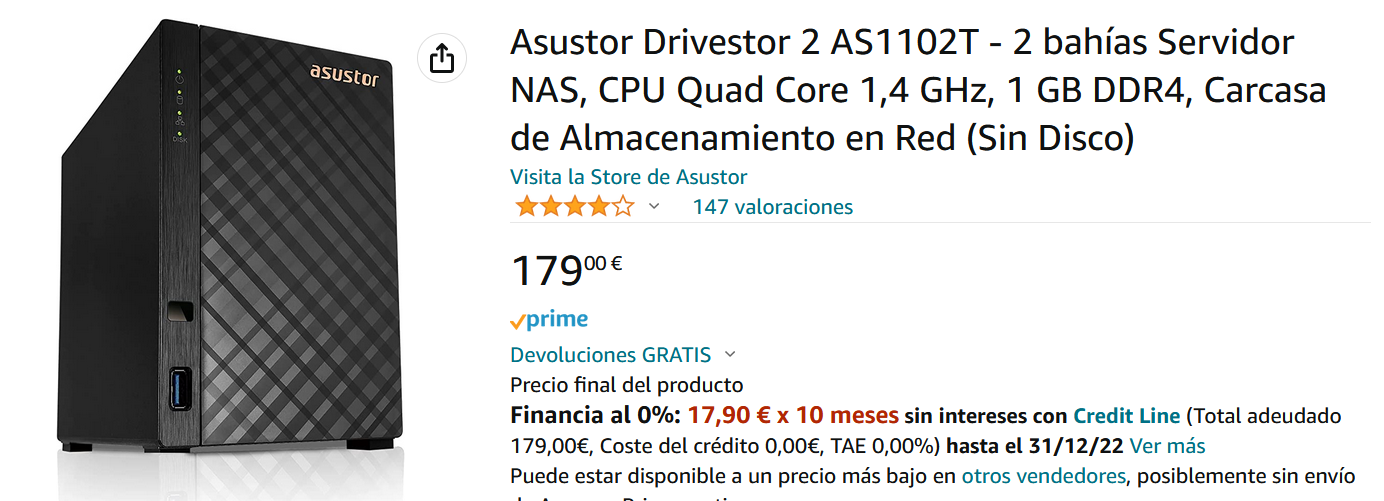 asustor
DISK
Asustor Drivestor 2 AS1102T - 2 bahías Servidor
NAS, CPU Quad Core 1,4 GHz, 1 GB DDR4, Carcasa
de Almacenamiento en Red (Sin Disco)
Visita la Store de Asustor
147 valoraciones
179⁰⁰ €
prime
Devoluciones GRATIS
Precio final del producto
Financia al 0%: 17,90 € x 10 meses sin intereses con Credit Line (Total adeudado
179,00€, Coste del crédito 0,00€, TAE 0,00%) hasta el 31/12/22 Ver más
Puede estar disponible a un precio más bajo en otros vendedores, posiblemente sin envío